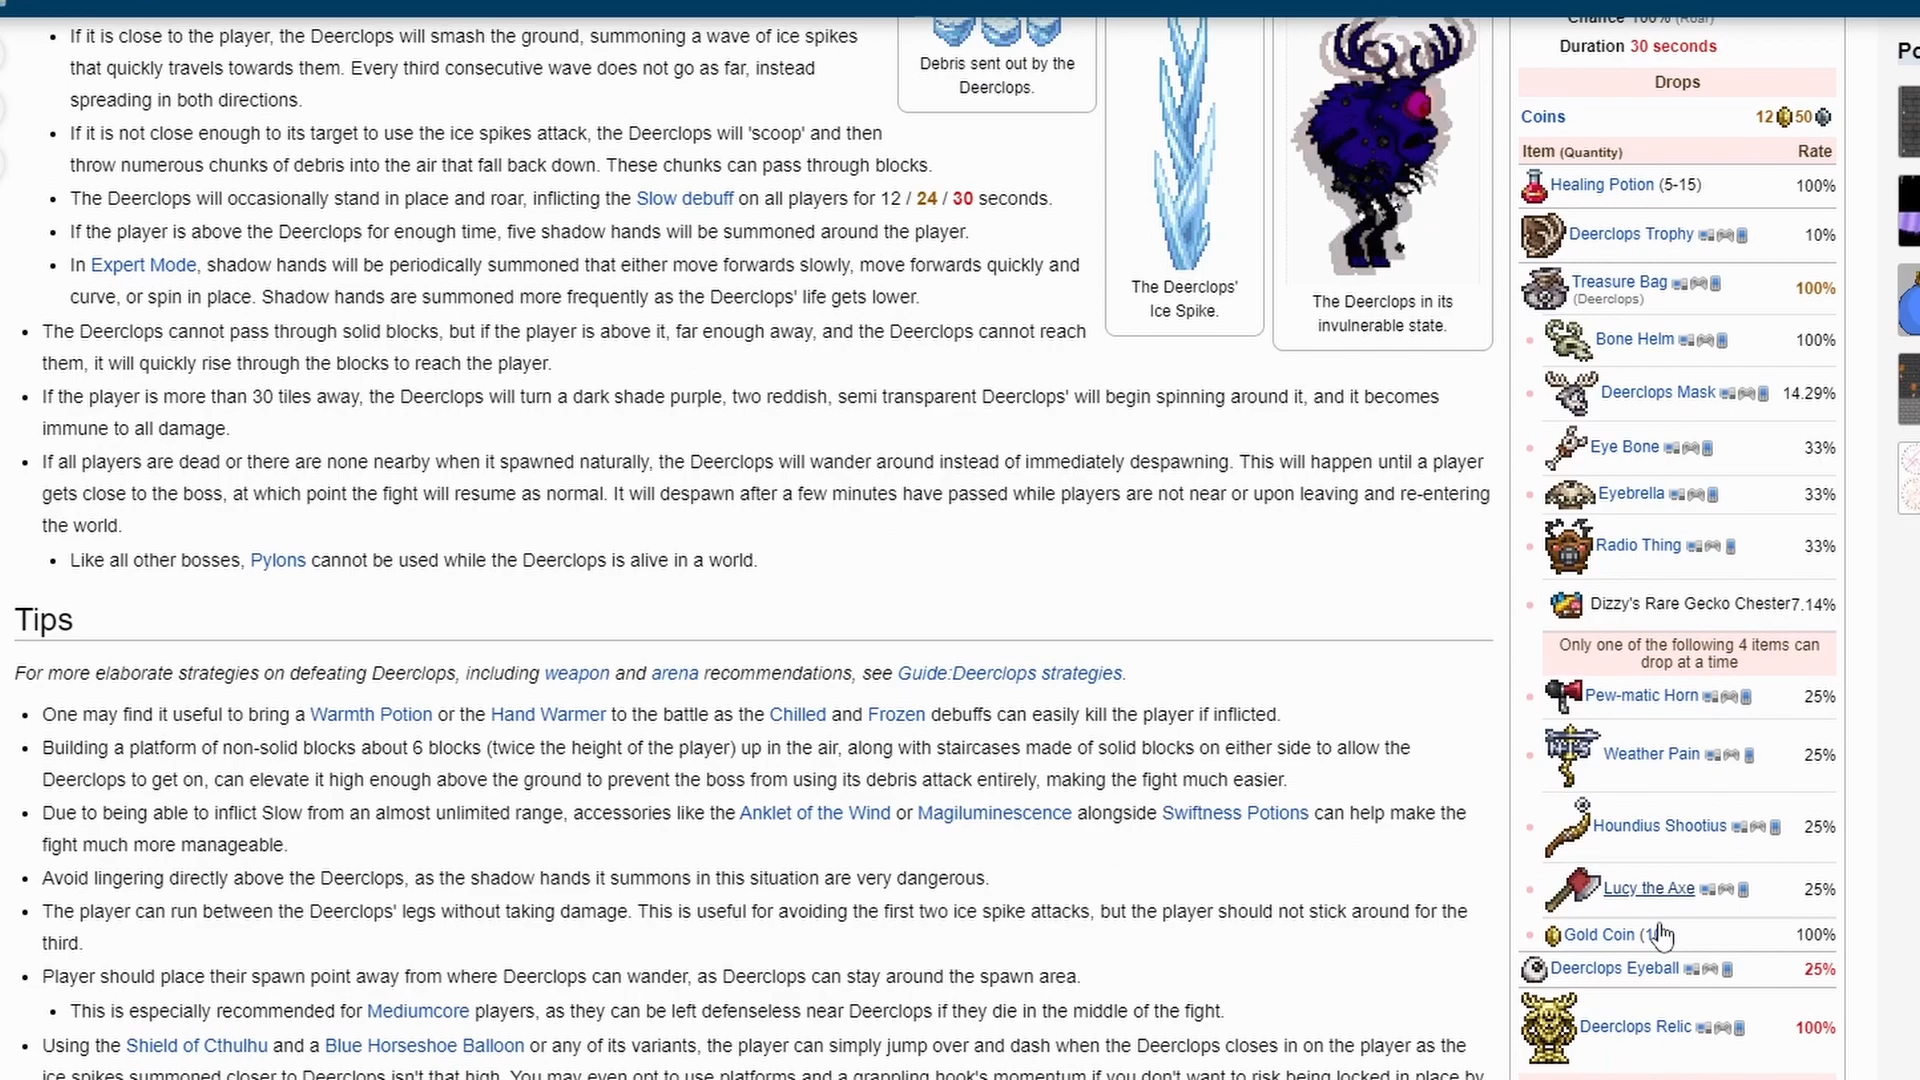 If it is close to the player, the Deerclops will smash the ground, summoning a wave of ice spikes
that quickly travels towards them. Every third consecutive wave does not go as far, instead
spreading in both directions.
If it is not close enough to its target to use the ice spikes attack, the Deerclops will 'scoop' and then
throw numerous chunks of debris into the air that fall back down. These chunks can pass through blocks.
The Deerclops will occasionally stand in place and roar, inflicting the Slow debuff on all players for 12 / 24 / 30 seconds.
If the player is above the Deerclops for enough time, five shadow hands will be summoned around the player.
In Expert Mode, shadow hands will be periodically summoned that either move forwards slowly, move forwards quickly and
curve, or spin in place. Shadow hands are summoned more frequently as the Deerclops' life gets lower.
The Deerclops cannot pass through solid blocks, but if the player is above it, far enough away, and the Deerclops cannot reach
them, it will quickly rise through the blocks to reach the player.
If the player is more than 30 tiles away, the Deerclops will turn a dark shade purple, two reddish, semi transparent Deerclops' will begin spinning around it, and it becomes
immune to all damage.
If all players are dead or there are none nearby when it spawned naturally, the Deerclops will wander around instead of immediately despawning. This will happen until a player
gets close to the boss, at which point the fight will resume as normal. It will despawn after a few minutes have passed while players are not near or upon leaving and re-entering
the world.
Like all other bosses, Pylons cannot be used while the Deerclops is alive in a world.
Debris sent out by the
Deerclops.
The Deerclops'
Ice Spike.
The Deerclops in its
invulnerable state.
Tips
For more elaborate strategies on defeating Deerclops, including weapon and arena recommendations, see Guide:Deerclops strategies.
One may find it useful to bring a Warmth Potion or the Hand Warmer to the battle as the Chilled and Frozen debuffs can easily kill the player if inflicted.
Building a platform of non-solid blocks about 6 blocks (twice the height of the player) up in the air, along with staircases made of solid blocks on either side to allow the
Deerclops to get on, can elevate it high enough above the ground to prevent the boss from using its debris attack entirely, making the fight much easier.
Due to being able to inflict Slow from an almost unlimited range, accessories like the Anklet of the Wind or Magiluminescence alongside Swiftness Potions can help make the
fight much more manageable.
Avoid lingering directly above the Deerclops, as the shadow hands it summons in this situation are very dangerous.
The player can run between the Deerclops' legs without taking damage. This is useful for avoiding the first two ice spike attacks, but the player should not stick around for the
third.
Player should place their spawn point away from where Deerclops can wander, as Deerclops can stay around the spawn area.
This is especially recommended for Mediumcore players, as they can be left defenseless near Deerclops if they die in the middle of the fight.
Using the Shield of Cthulhu and a Blue Horseshoe Balloon or any of its variants, the player can simply jump over and dash when the Deerclops closes in on the player as the
ice spikes summoned closer to Deerclops isn't that high. You may even opt to use platforms and a grappling hook's momentum if you don't want to risk being locked in place by
Chance 100% (Roar)
Duration 30 seconds
Drops
Coins 12 50
Item (Quantity) Rate
Healing Potion (5-15) 100%
Deerclops Trophy 10%
Treasure Bag 100%
(Deerclops)
Bone Helm 100%
Deerclops Mask 14.29%
Eye Bone 33%
Eyebrella 33%
Radio Thing 33%
Dizzy's Rare Gecko Chester 7.14%
Only one of the following 4 items can
drop at a time
Pew-matic Horn 25%
Weather Pain 25%
Houndius Shootius 25%
Lucy the Axe 25%
Gold Coin 100%
Deerclops Eyeball 25%
Deerclops Relic 100%